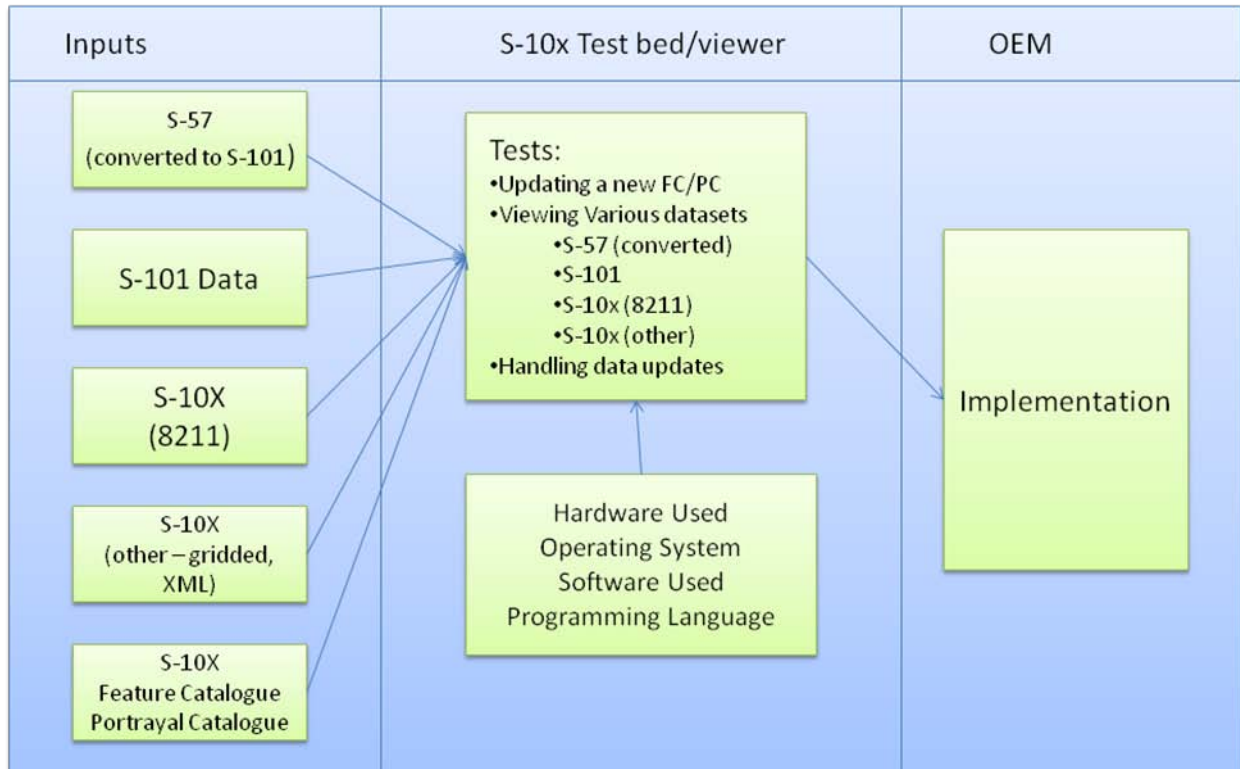 Inputs
S-10x Test bed/viewer
OEM
S-57
(converted to S-101)
S-101 Data
S-10X
(8211)
S-10X
(other – gridded,
XML)
S-10X
Feature Catalogue
Portrayal Catalogue
Tests:
•Updating a new FC/PC
•Viewing Various datasets
•S-57 (converted)
•S-101
•S-10x (8211)
•S-10x (other)
•Handling data updates
Hardware Used
Operating System
Software Used
Programming Language
Implementation